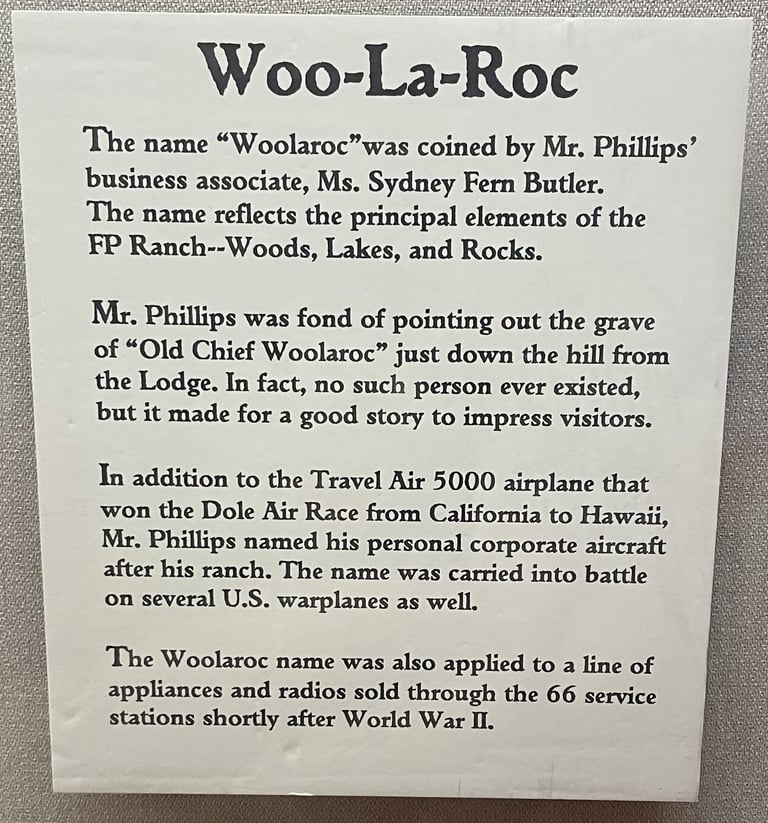 Woo-La-Roc
The name “Woolaroc”was coined by Mr. Phillips’
business associate, Ms. Sydney Fern Butler.
The name reflects the principal elements of the
FP Ranch--Woods, Lakes, and Rocks.
Mr. Phillips was fond of pointing out the grave
of “Old Chief Woolaroc” just down the hill from
the Lodge. In fact, no such person ever existed,
but it made for a good story to impress visitors.
In addition to the Travel Air 5000 airplane that
won the Dole Air Race from California to Hawaii,
Mr. Phillips named his personal corporate aircraft
after his ranch. The name was carried into battle
on several U.S. warplanes as well.
The Woolaroc name was also applied to a line of
appliances and radios sold through the 66 service
stations shortly after World War II.